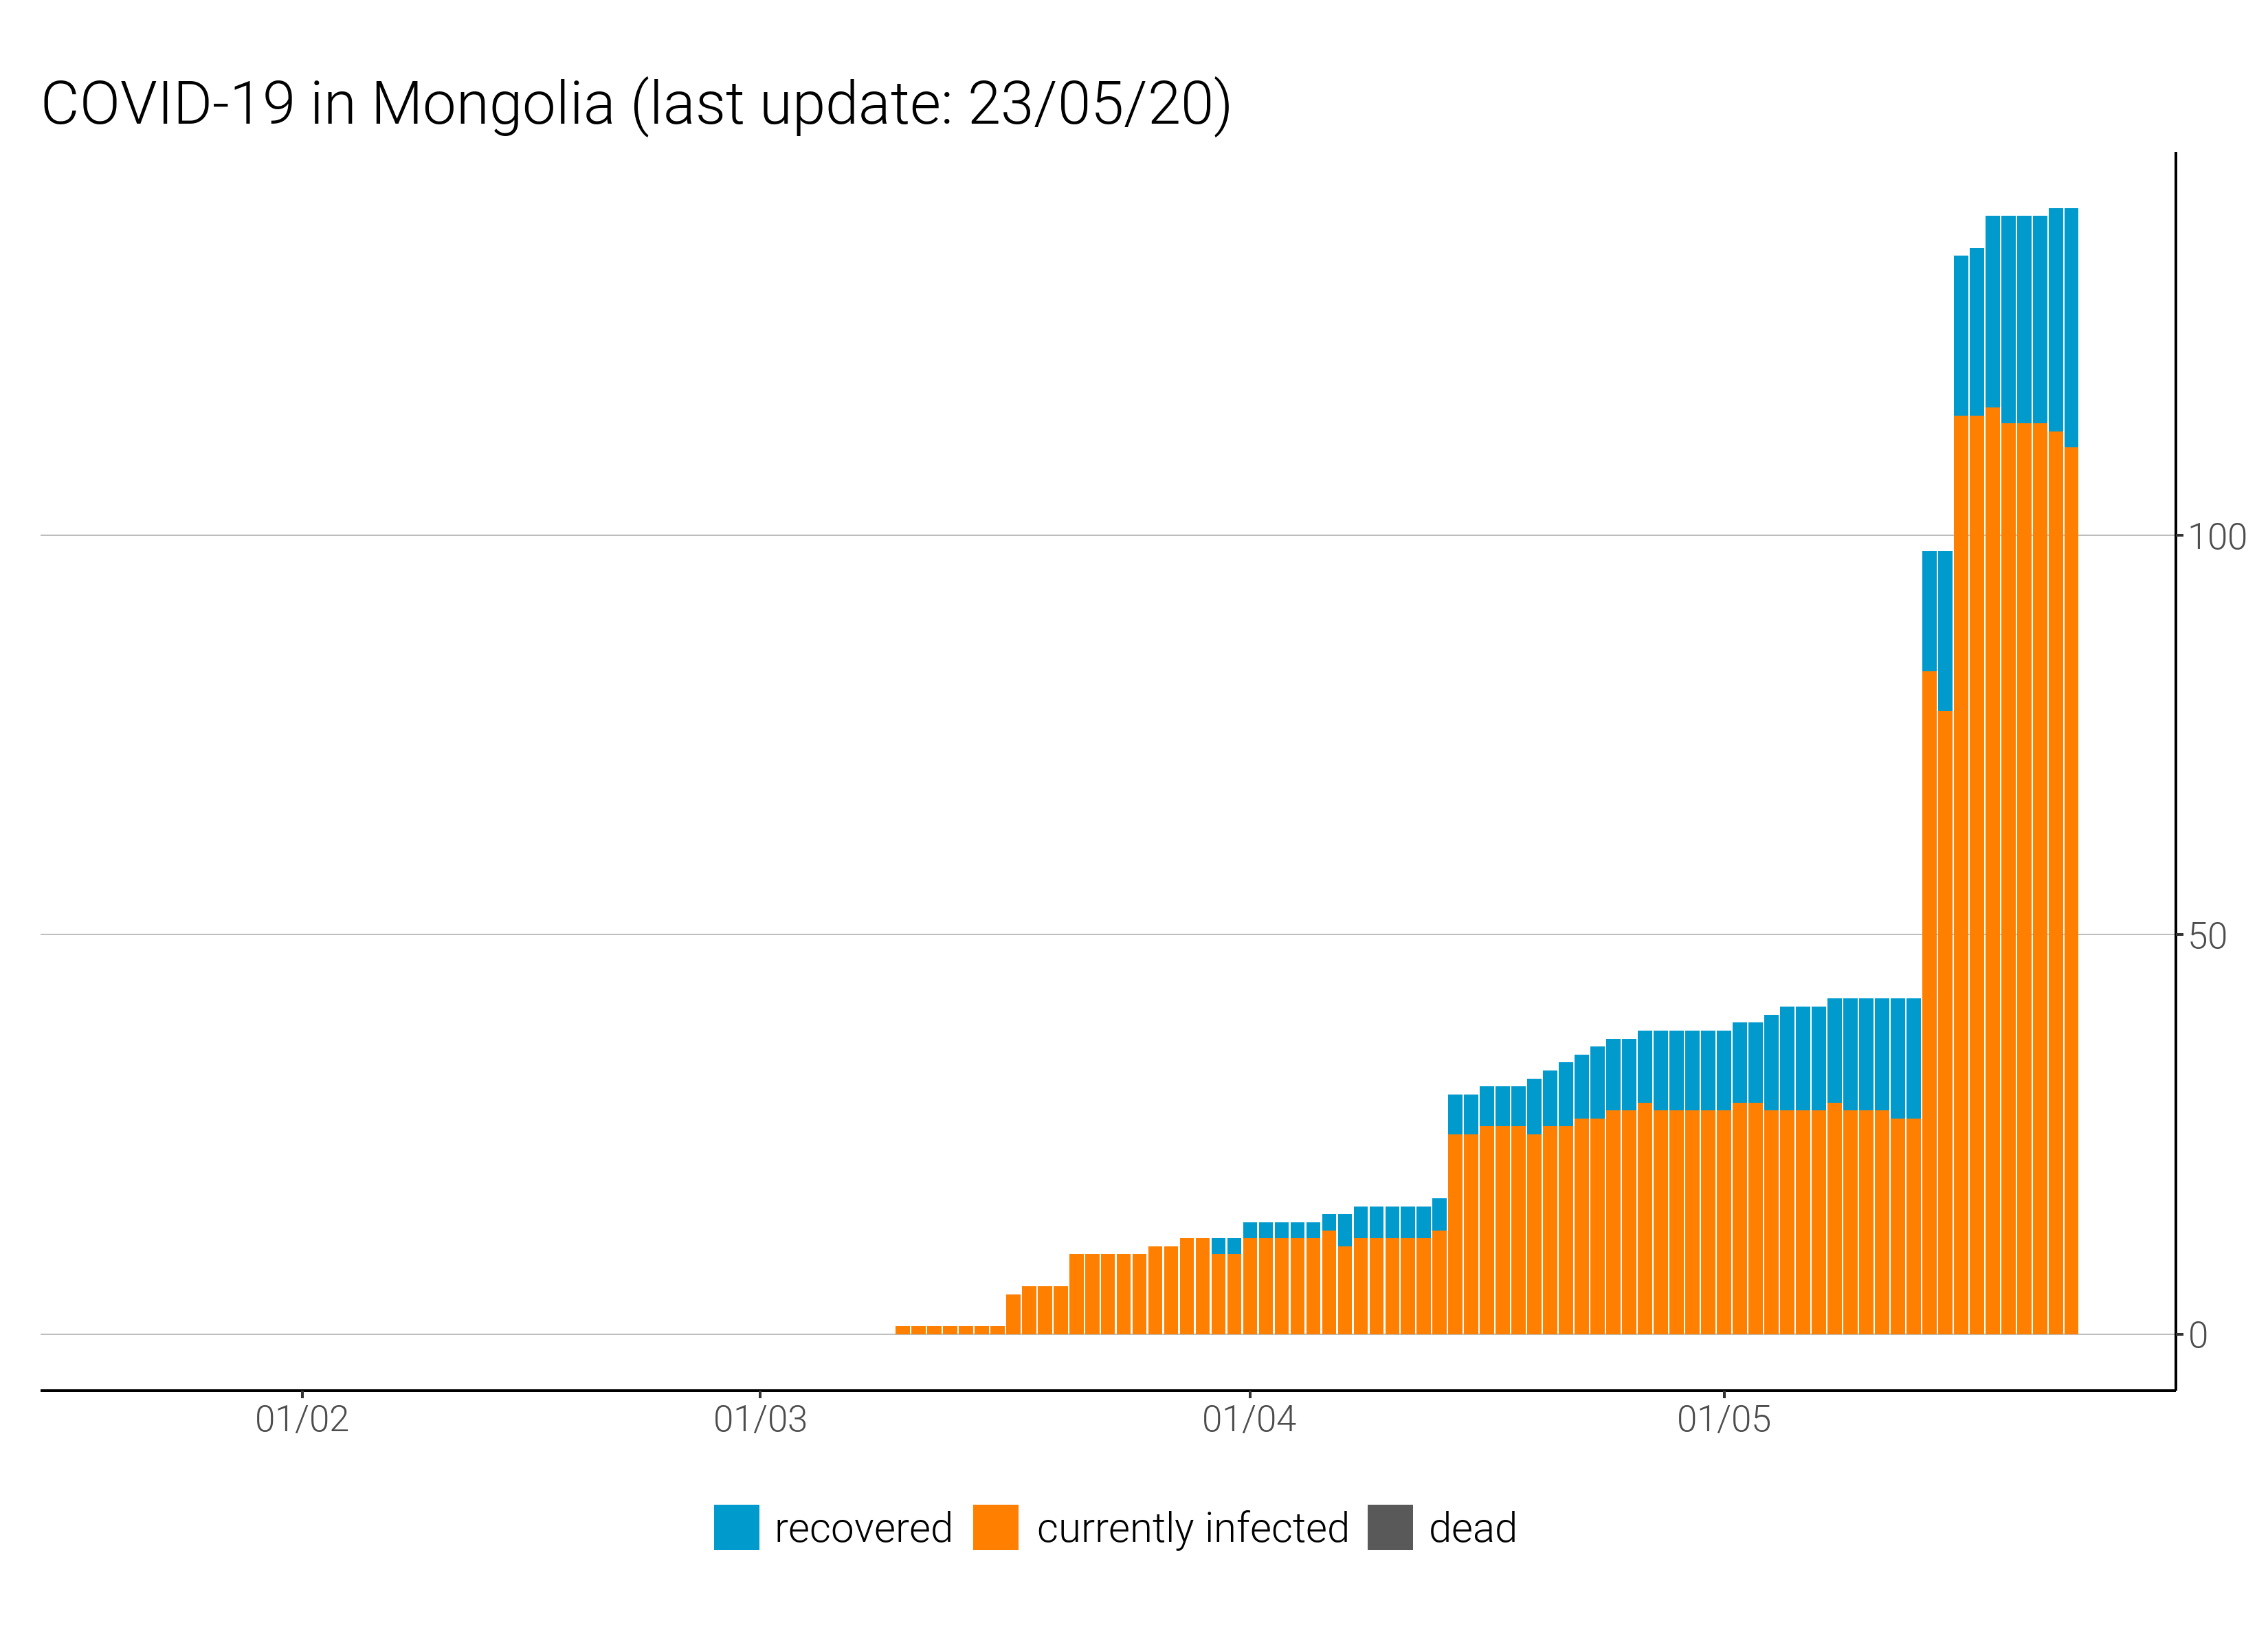 COVID-19 in Mongolia (last update: 23/05/20)
100
50
0
01/02 01/03 01/04 01/05
recovered currently infected dead